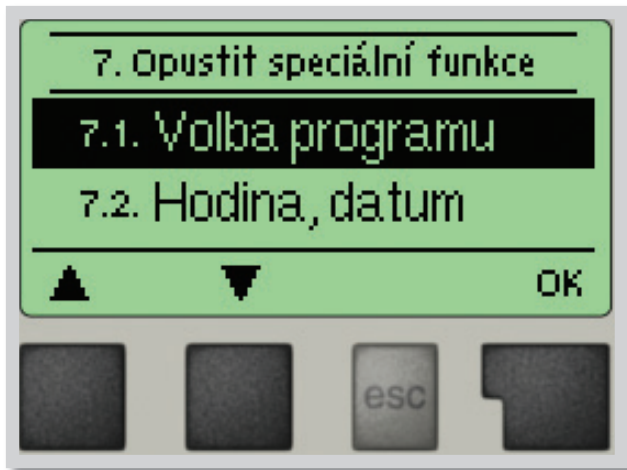 7. Opustit speciální funkce
7.1. Volba programu
7.2. Hodina, datum
OK
esc